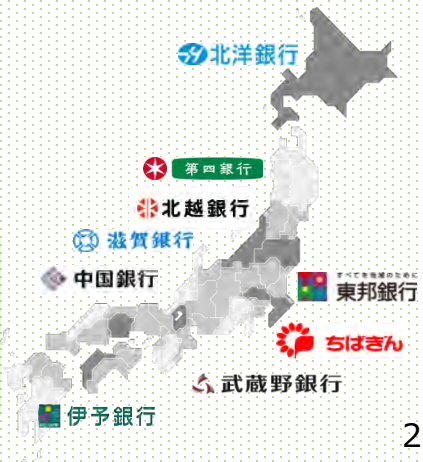 北洋銀行
第四銀行
北越銀行
滋賀銀行
中国銀行
すべてを地域のために
東邦銀行
ちばぎん
武蔵野銀行
伊予銀行
2